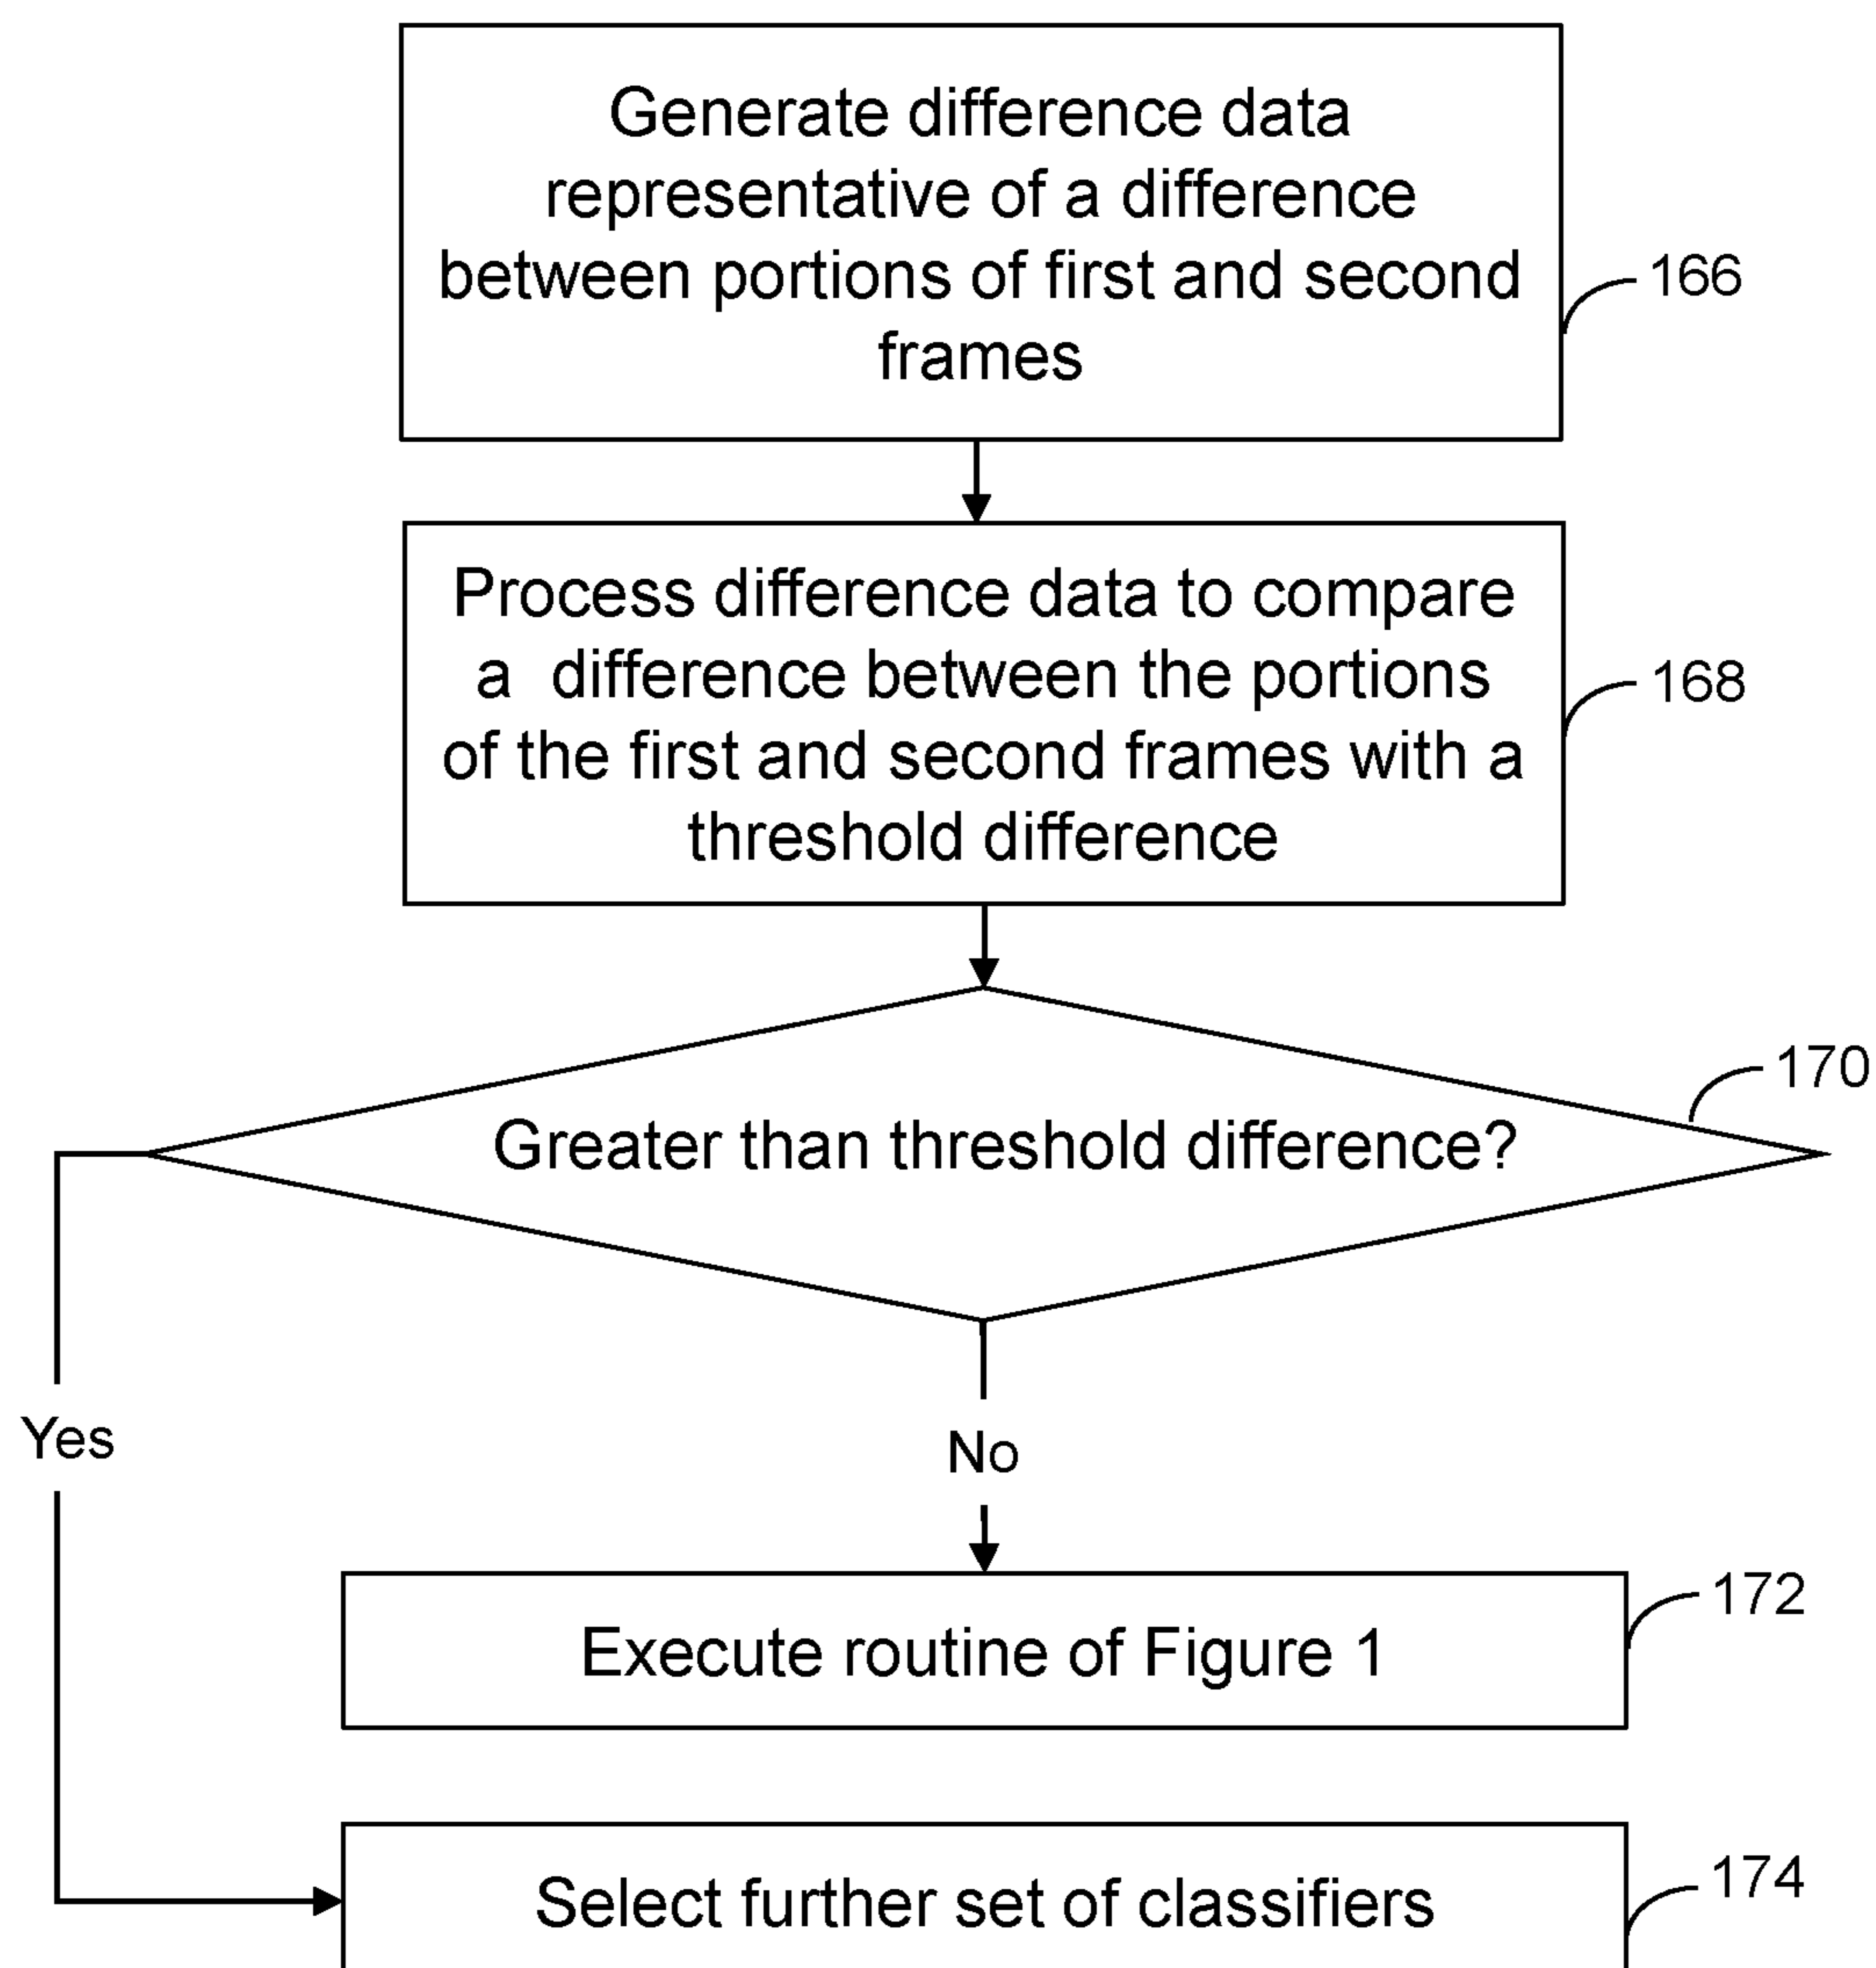 Generate difference data
representative of a difference
between portions of first and second
frames
166
Process difference data to compare
a difference between the portions
of the first and second frames with a
threshold difference
168
170
Greater than threshold difference?
Yes
No
172
Execute routine of Figure 1
174
Select further set of classifiers